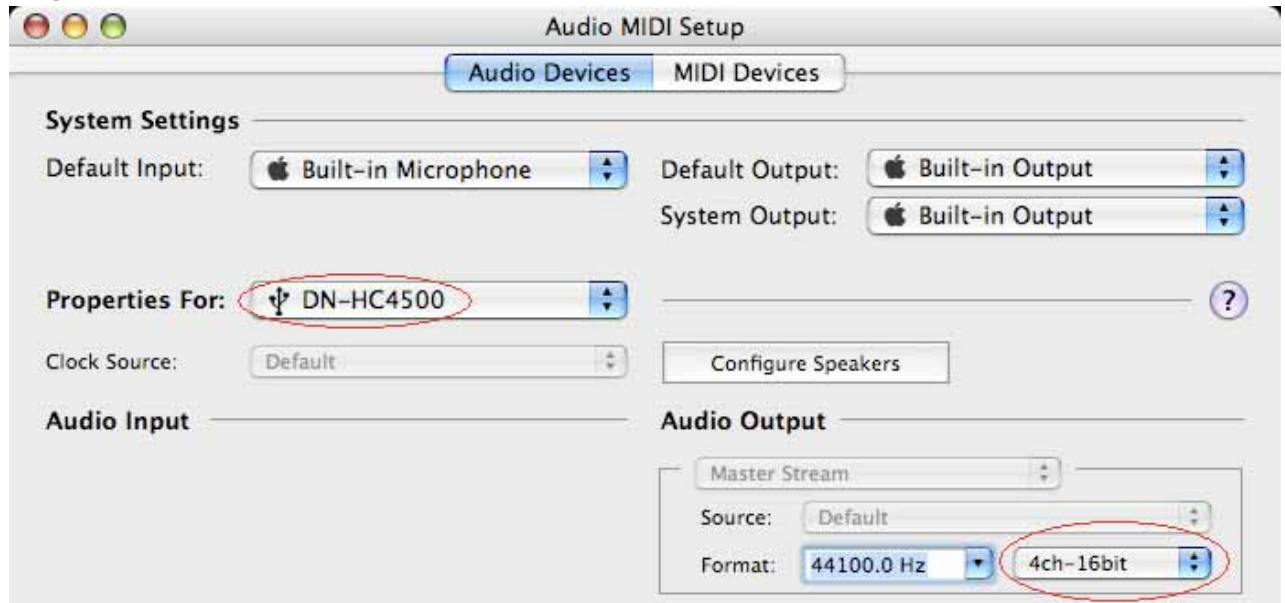 Audio MIDI Setup
Audio Devices MIDI Devices
System Settings
Default Input: Built-in Microphone
Default Output: Built-in Output
System Output: Built-in Output
Properties For: DN-HC4500
?
Clock Source: Default
Configure Speakers
Audio Input
Audio Output
Master Stream
Source: Default
Format: 44100.0 Hz 4ch-16bit